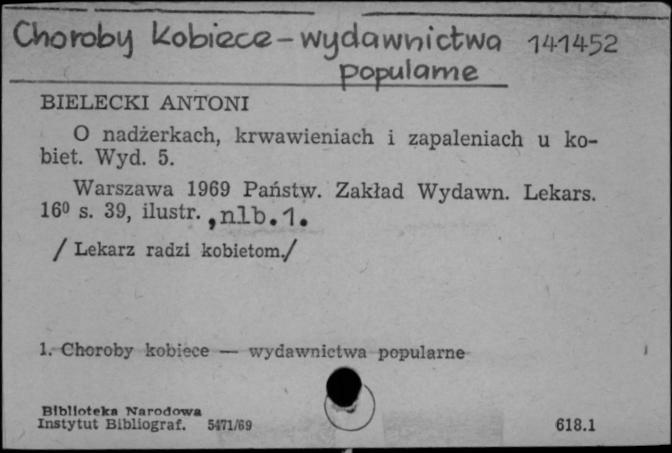 Choroby Kobiece - wydawnictwa 141452
popularne
BIELECKI ANTONI
O nadżerkach, krwawieniach i zapaleniach u ko-
biet. Wyd. 5.
Warszawa 1969 Państw. Zakład Wydawn. Lekars.
16⁰ s. 39, ilustr. , nlb. 1.
/ Lekarz radzi kobietom./
1. Choroby kobiece — wydawnictwa popularne
Biblioteka Narodowa
Instytut Bibliograf. 5471/69 618.1